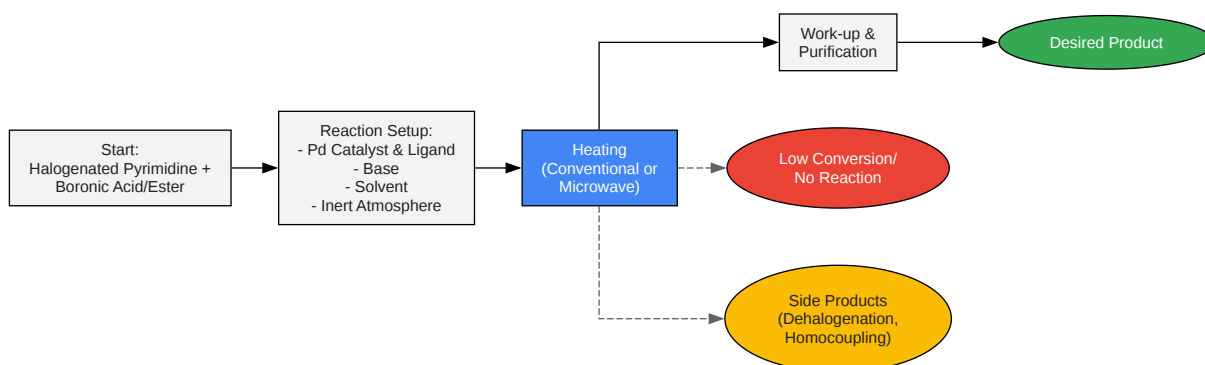 Start:
Halogenated Pyrimidine +
Boronic Acid/Ester
Reaction Setup:
- Pd Catalyst & Ligand
- Base
- Solvent
- Inert Atmosphere
Heating
(Conventional or
Microwave)
Work-up &
Purification
Desired Product
Low Conversion/
No Reaction
Side Products
(Dehalogenation,
Homocoupling)